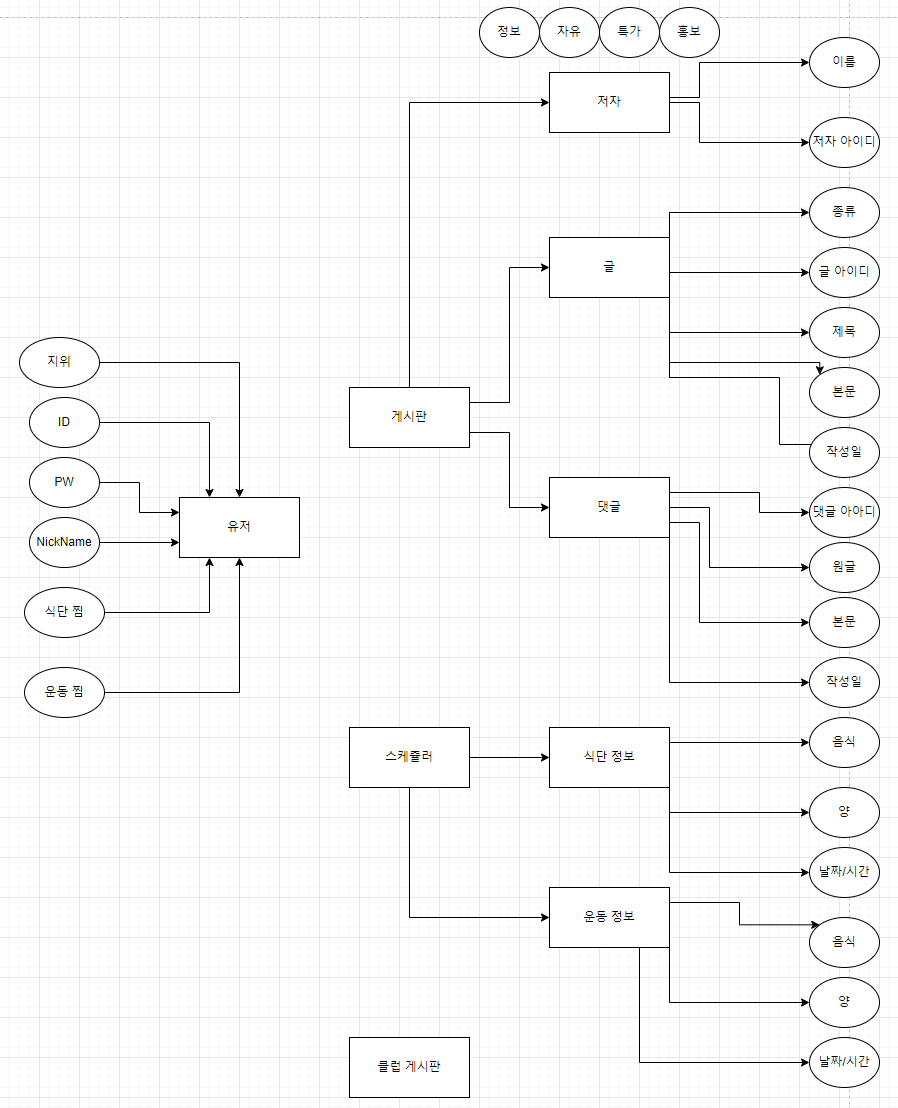 정보
자유
특가
홍보
저자
이름
저자 아이디
글
종류
글 아이디
제목
본문
작성일
지위
ID
PW
NickName
식단 찜
운동 찜
유저
게시판
댓글
댓글 아아디
원글
본문
작성일
스케쥴러
식단 정보
음식
양
날짜/시간
운동 정보
음식
양
날짜/시간
클럽 게시판